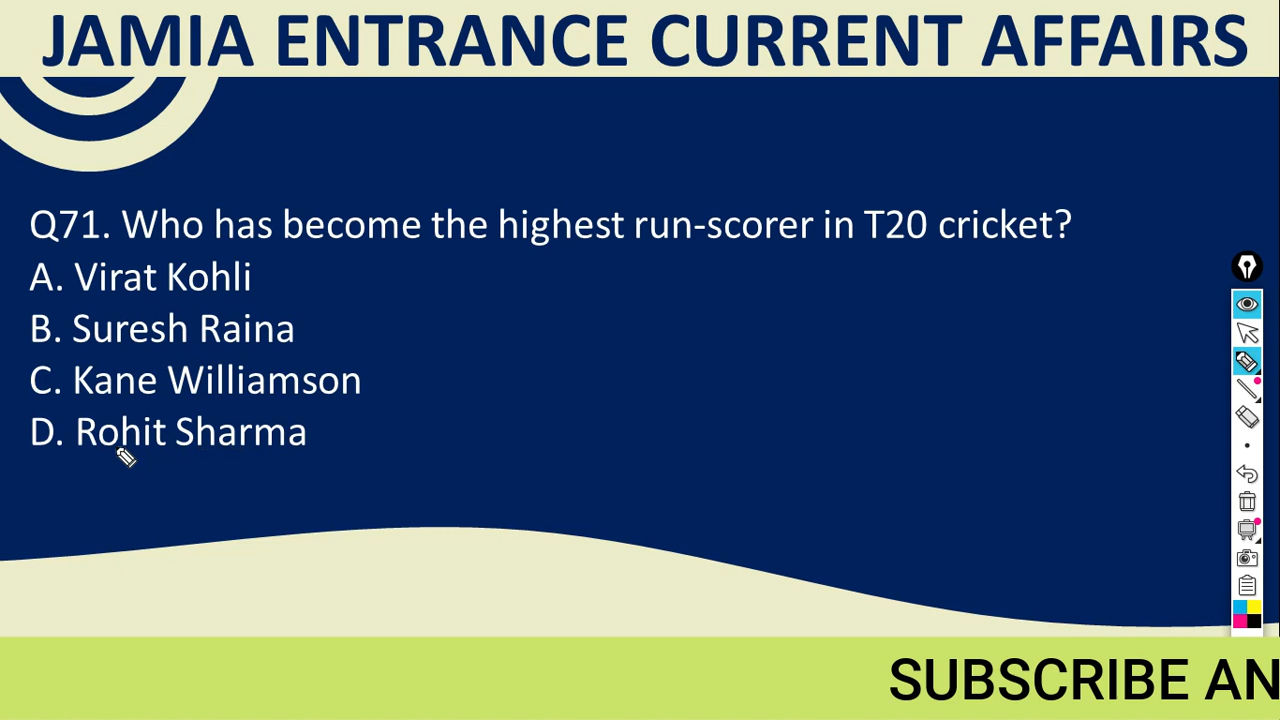 JAMIA ENTRANCE CURRENT AFFAIRS
Q71. Who has become the highest run-scorer in T20 cricket?
A. Virat Kohli
B. Suresh Raina
C. Kane Williamson
D. Rohit Sharma
SUBSCRIBE AN